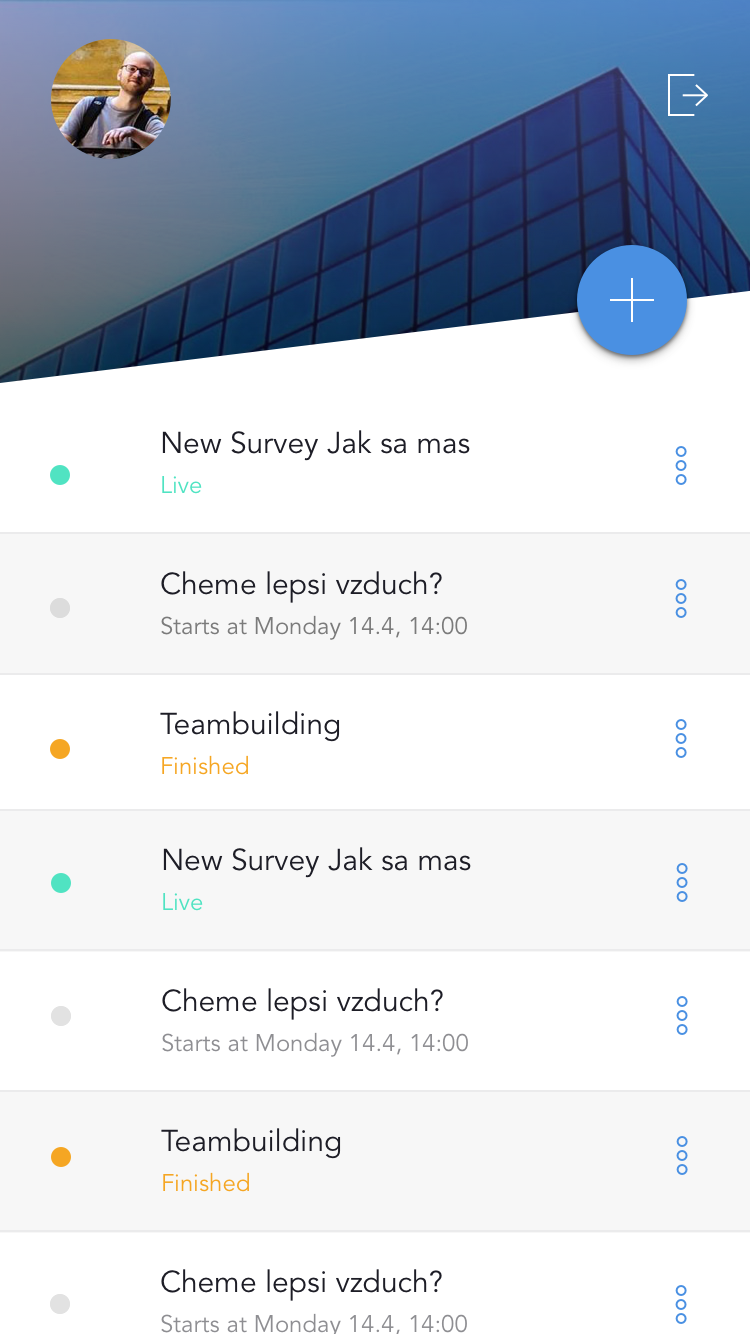 New Survey Jak sa mas
Live
Cheme lepsi vzduch?
Starts at Monday 14.4, 14:00
Teambuilding
Finished
New Survey Jak sa mas
Live
Cheme lepsi vzduch?
Starts at Monday 14.4, 14:00
Teambuilding
Finished
Cheme lepsi vzduch?
Starts at Monday 14.4, 14:00